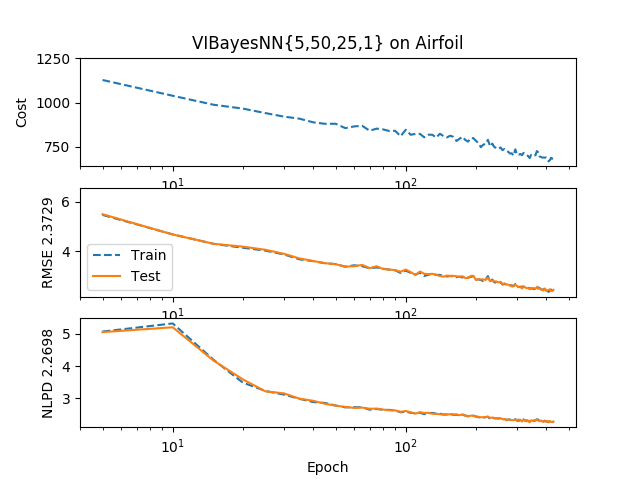 VIBayesNN{5,50,25,1} on Airfoil
1250
1000
750
Cost
10¹ 10²
6
4
RMSE 2.3729
Train
Test
10¹ 10²
5
4
3
NLPD 2.2698
10¹ 10²
Epoch